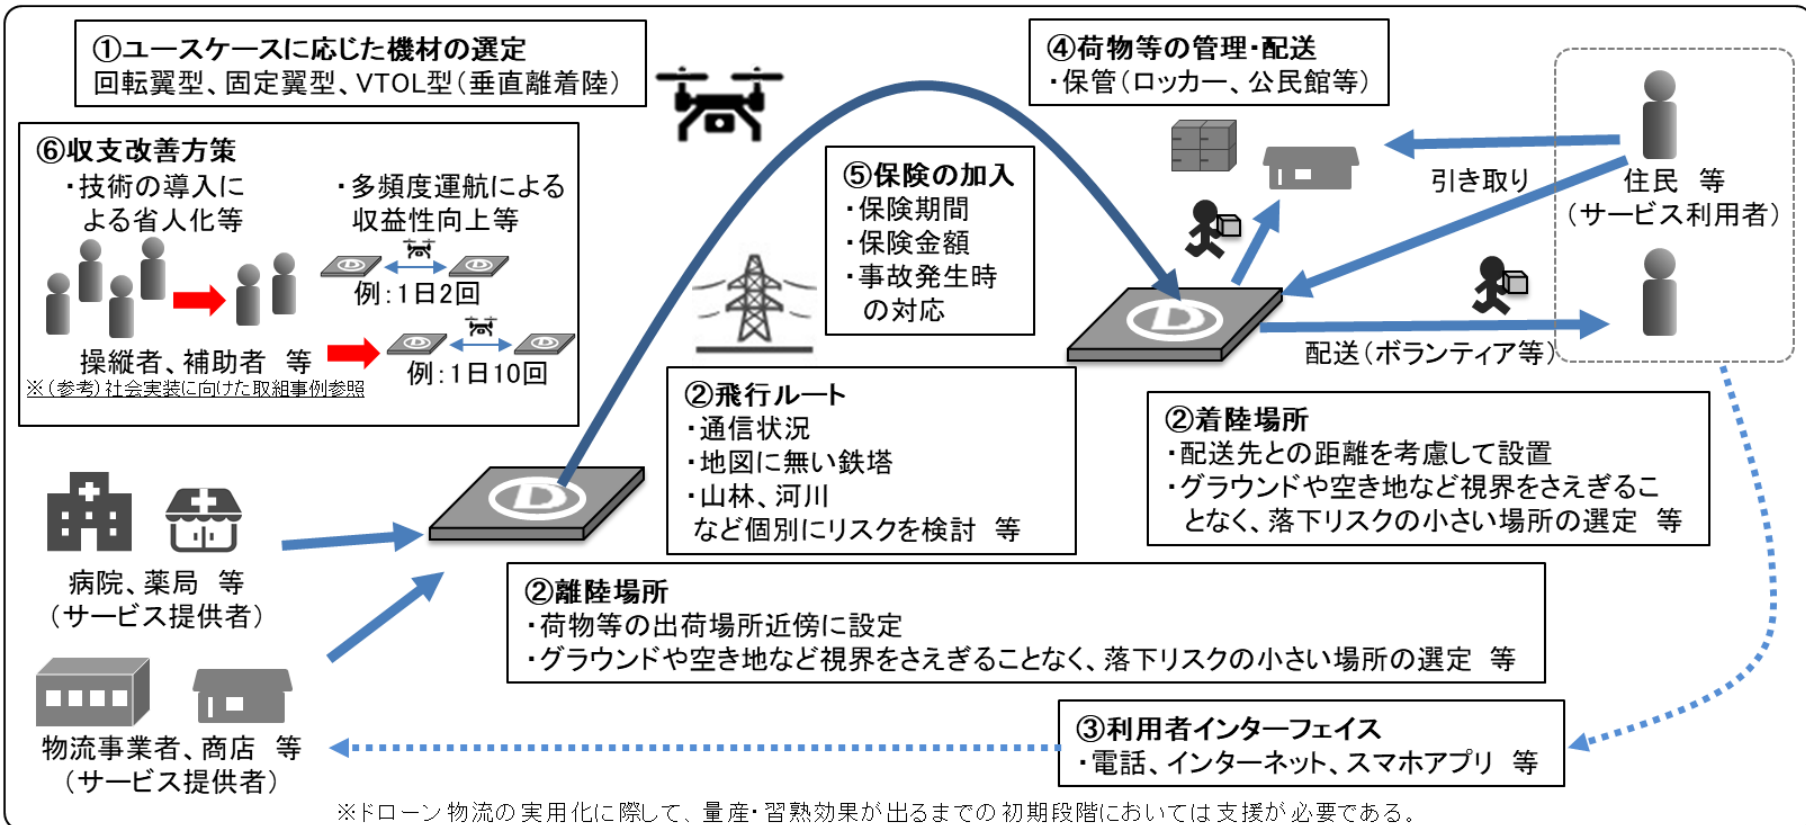 ①ユースケースに応じた機材の選定
回転翼型、固定翼型、VTOL型(垂直離着陸)
⑥収支改善方策
・技術の導入に
よる省人化等
・多頻度運航による
収益性向上等
例:1日2回
操縦者、補助者 等
例:1日10回
※(参考)社会実装に向けた取組事例参照
④荷物等の管理・配送
・保管(ロッカー、公民館等)
⑤保険の加入
・保険期間
・保険金額
・事故発生時
の対応
引き取り
住民 等
(サービス利用者)
D
配送(ボランティア等)
②飛行ルート
・通信状況
・地図に無い鉄塔
・山林、河川
など個別にリスクを検討 等
②着陸場所
・配送先との距離を考慮して設置
・グラウンドや空き地など視界をさえぎるこ
となく、落下リスクの小さい場所の選定 等
D
病院、薬局 等
(サービス提供者)
②離陸場所
・荷物等の出荷場所近傍に設定
・グラウンドや空き地など視界をさえぎることなく、落下リスクの小さい場所の選定 等
物流事業者、商店 等
(サービス提供者)
③利用者インターフェイス
・電話、インターネット、スマホアプリ 等
※ドローン物流の実用化に際して、量産・習熟効果が出るまでの初期段階においては支援が必要である。